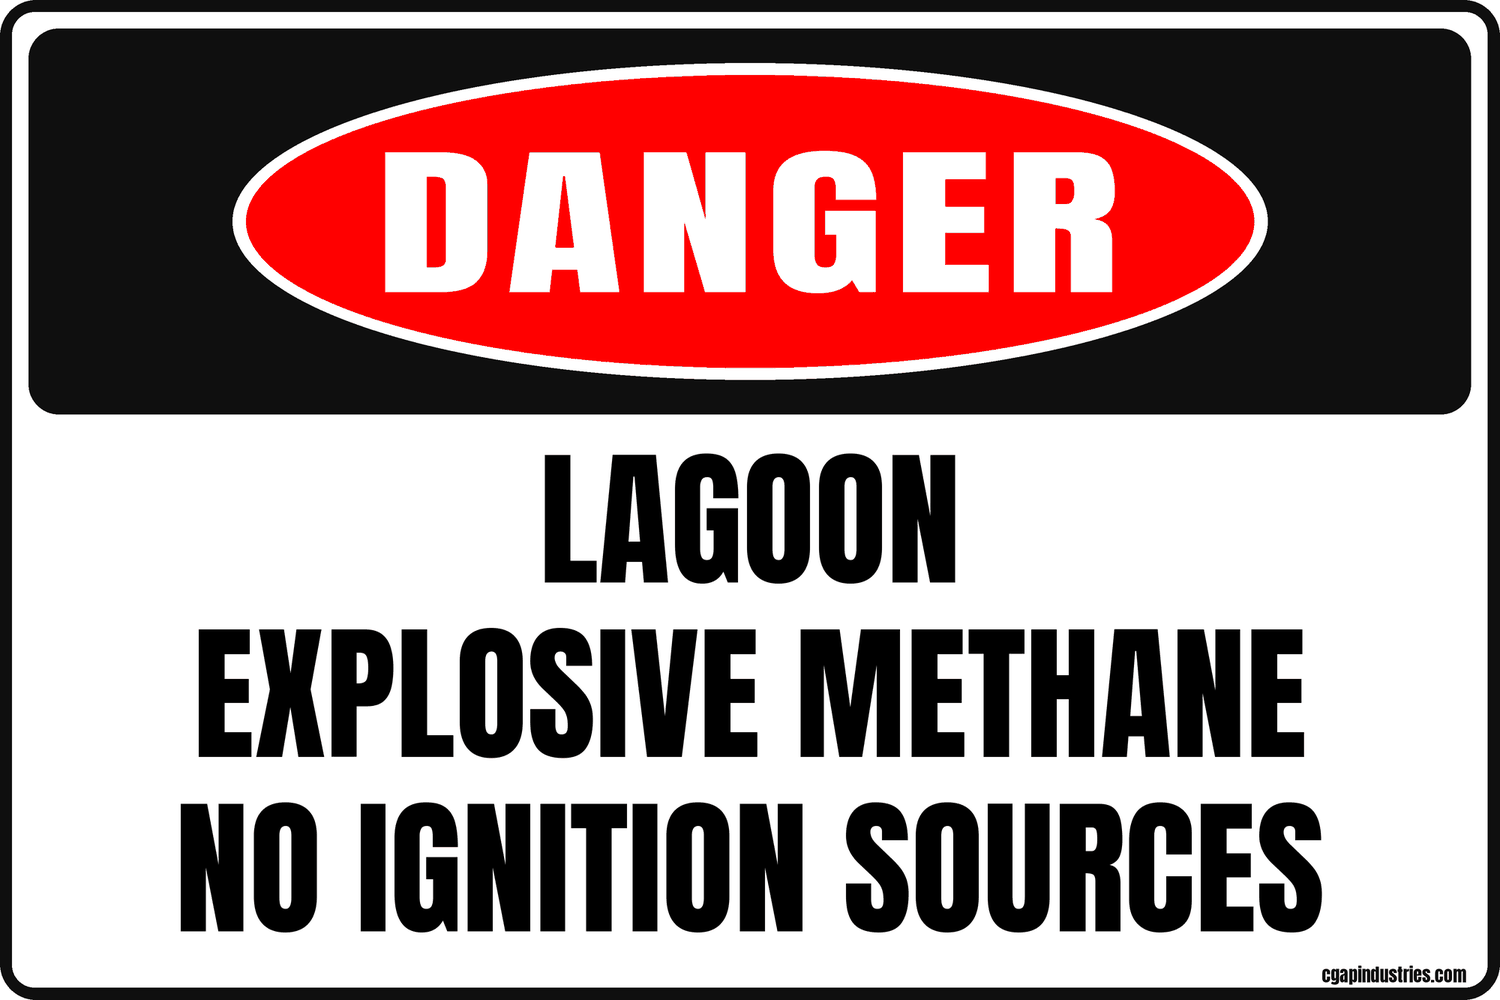 DANGER
LAGOON
EXPLOSIVE METHANE
NO IGNITION SOURCES
cgapindustries.com